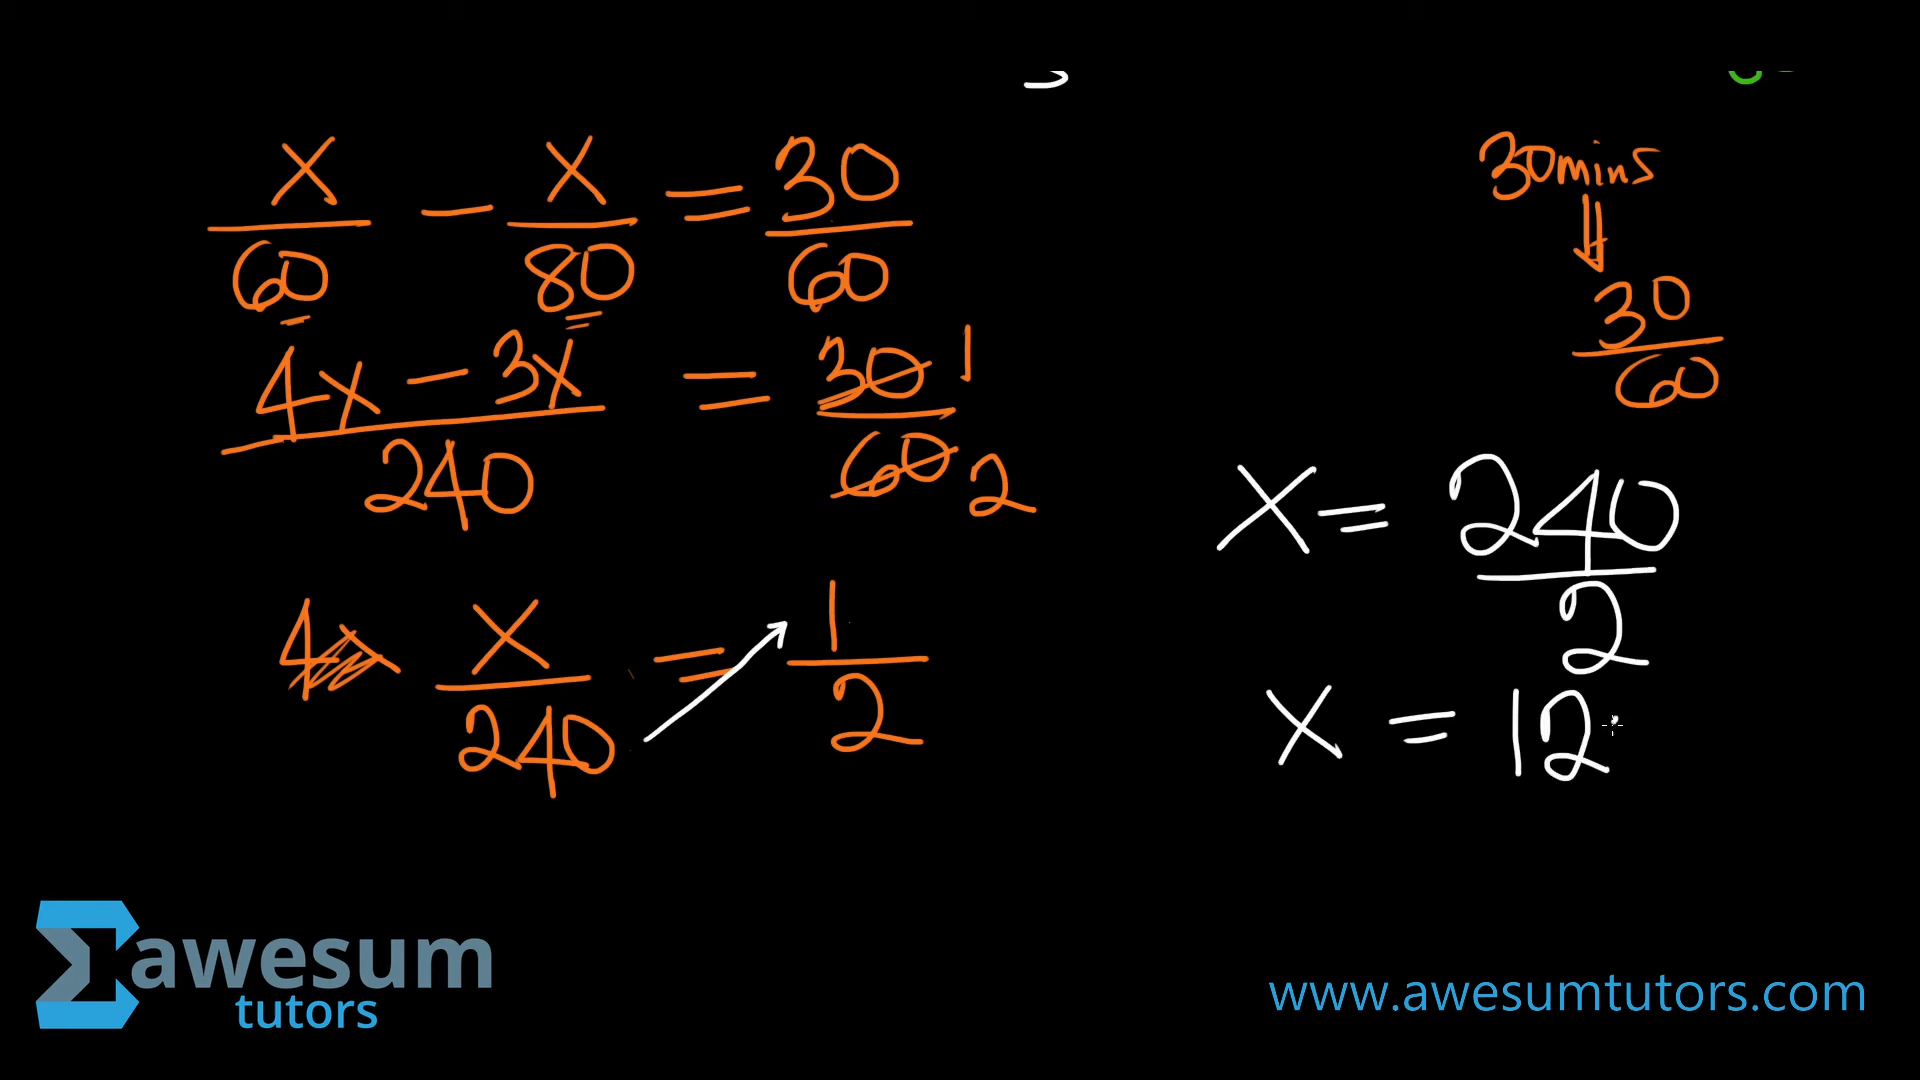 30mins
x/60 - x/80 = 30/60
30/60
4x - 3x/240 = 30/60 1/2
x = 240/2
4 x/240 = 1/2
x = 12
awesum
tutors
www.awesumtutors.com